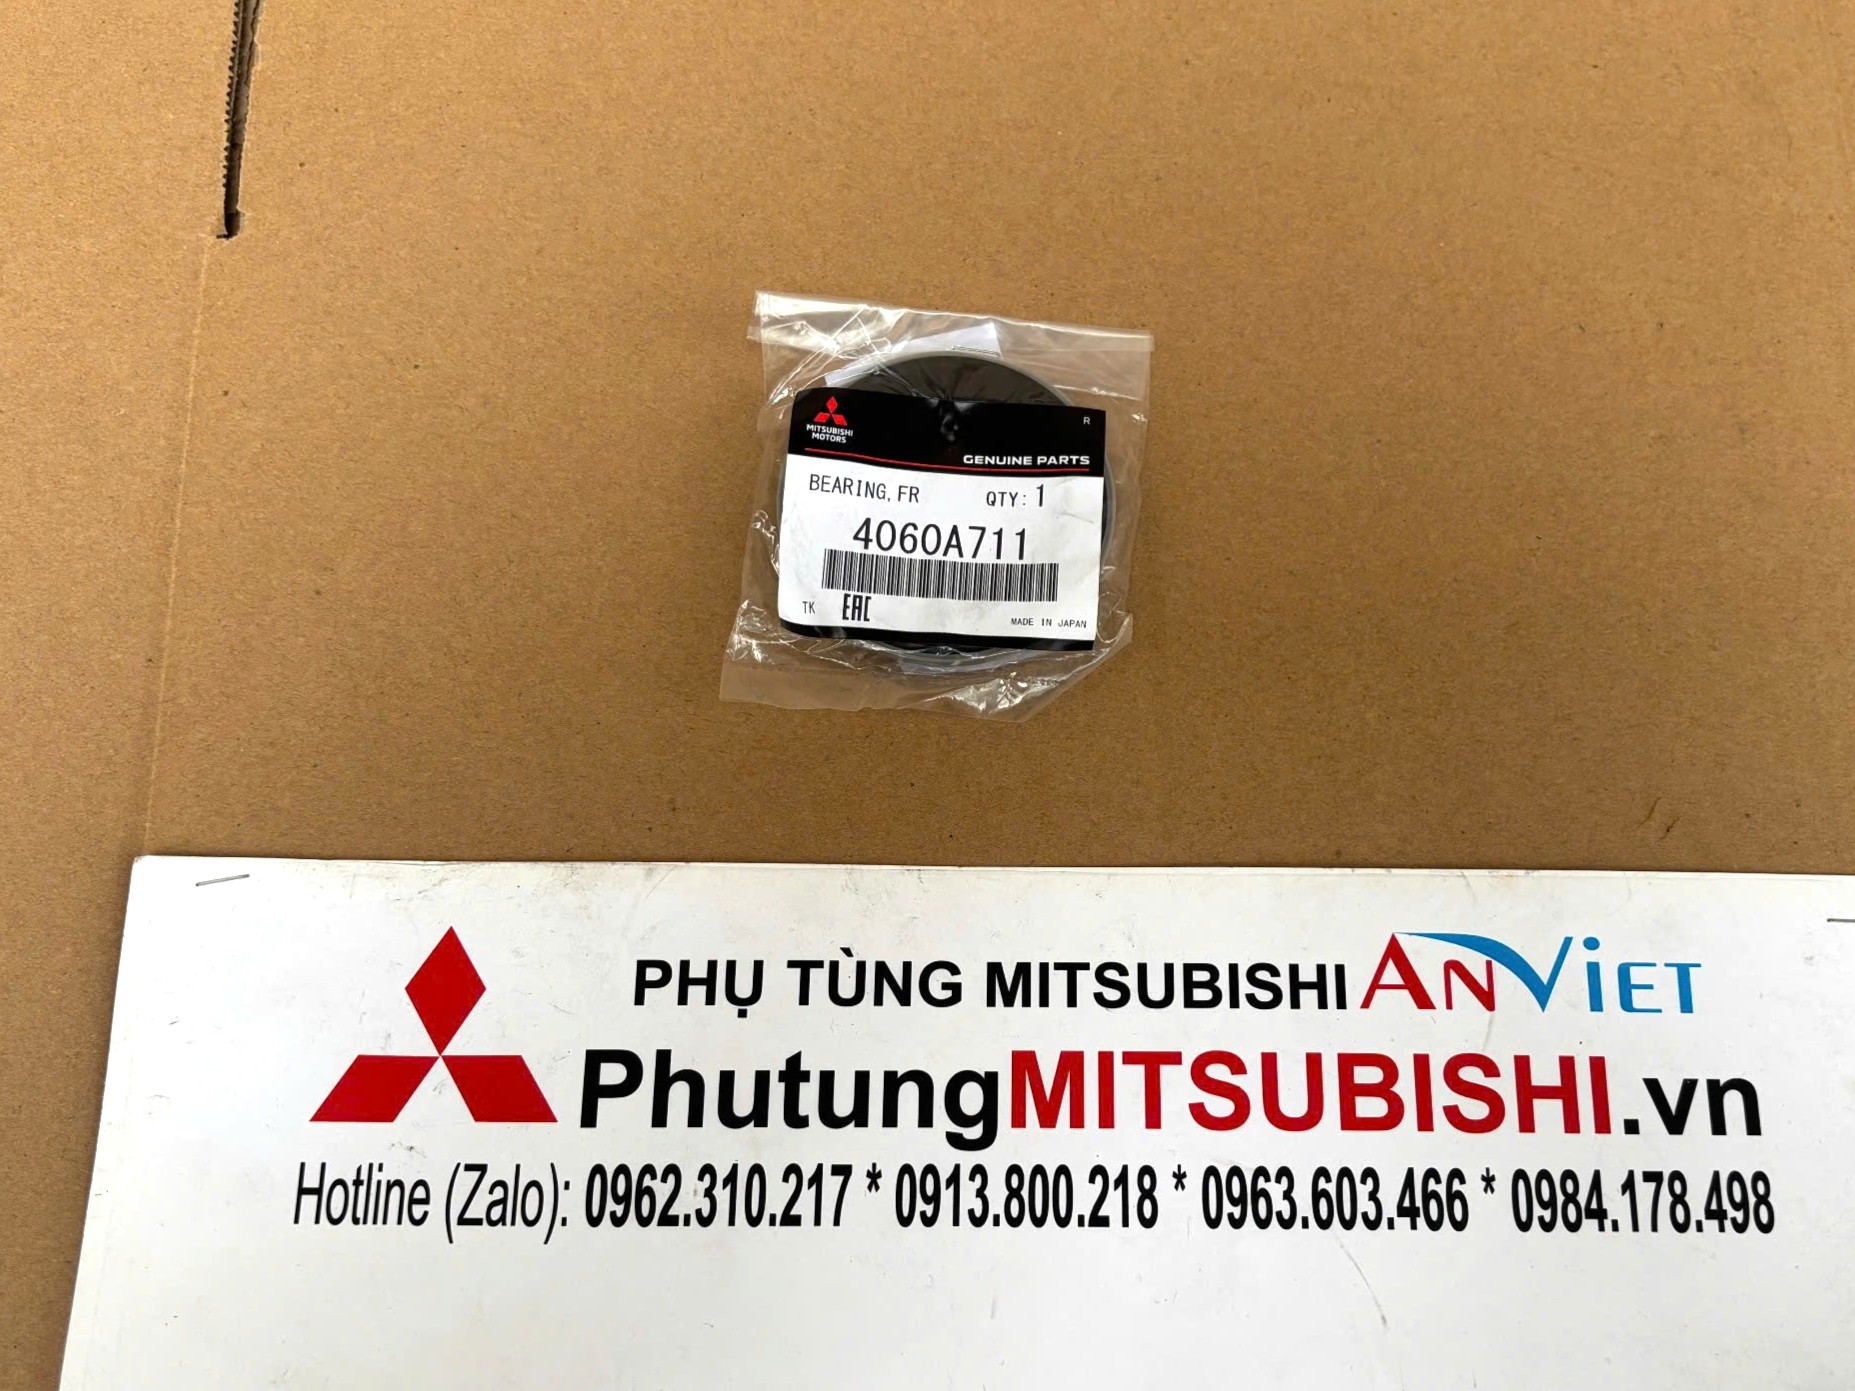 MITSUBISHI
MOTORS
R
GENUINE PARTS
BEARING, FR QTY: 1
4060A711
TK EAC MADE IN JAPAN
PHỤ TÙNG MITSUBISHI ANVIET
PhutungMITSUBISHI.vn
Hotline (Zalo): 0962.310.217 * 0913.800.218 * 0963.603.466 * 0984.178.498